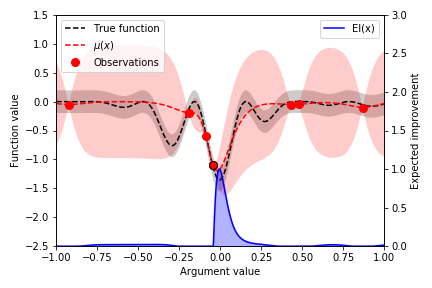 True function
μ(x)
Observations
EI(x)
1.5
1.0
0.5
0.0
−0.5
−1.0
−1.5
−2.0
−2.5
Function value
3.0
2.5
2.0
1.5
1.0
0.5
0.0
Expected improvement
−1.00 −0.75 −0.50 −0.25 0.00 0.25 0.50 0.75 1.00
Argument value